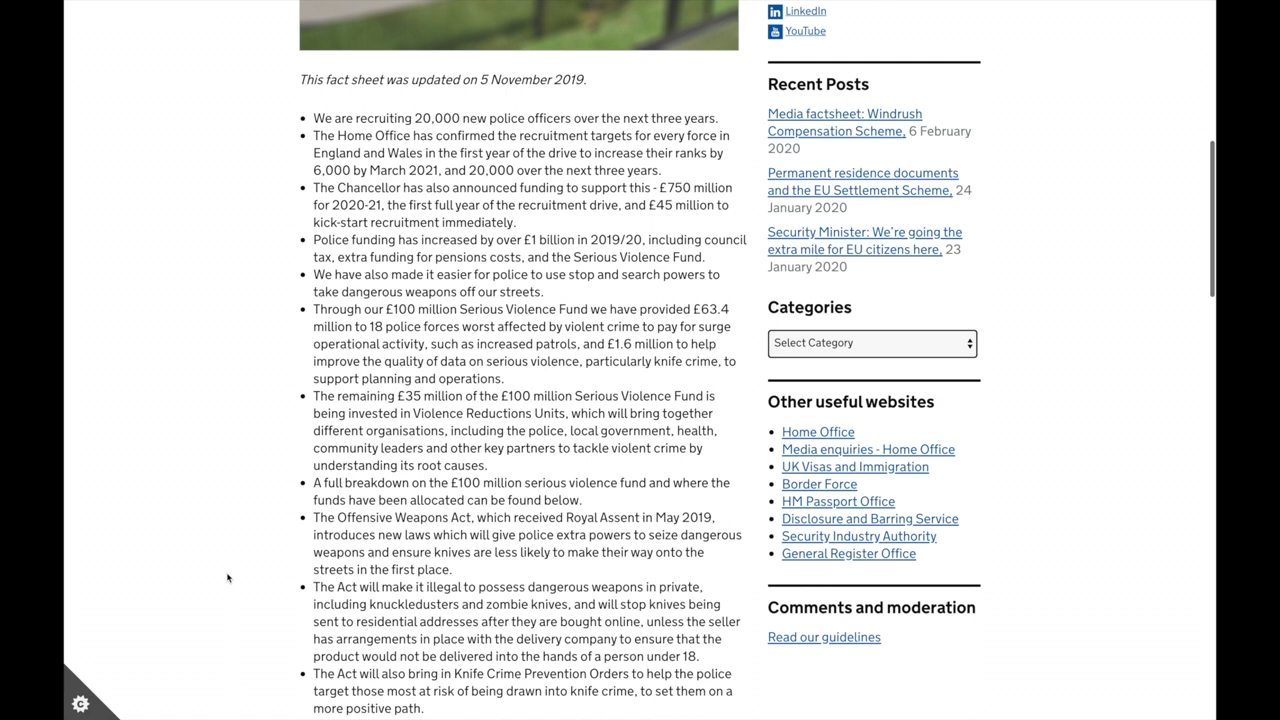 This fact sheet was updated on 5 November 2019.
We are recruiting 20,000 new police officers over the next three years.
The Home Office has confirmed the recruitment targets for every force in
England and Wales in the first year of the drive to increase their ranks by
6,000 by March 2021, and 20,000 over the next three years.
The Chancellor has also announced funding to support this - £750 million
for 2020-21, the first full year of the recruitment drive, and £45 million to
kick-start recruitment immediately.
Police funding has increased by over £1 billion in 2019/20, including council
tax, extra funding for pensions costs, and the Serious Violence Fund.
We have also made it easier for police to use stop and search powers to
take dangerous weapons off our streets.
Through our £100 million Serious Violence Fund we have provided £63.4
million to 18 police forces worst affected by violent crime to pay for surge
operational activity, such as increased patrols, and £1.6 million to help
improve the quality of data on serious violence, particularly knife crime, to
support planning and operations.
The remaining £35 million of the £100 million Serious Violence Fund is
being invested in Violence Reductions Units, which will bring together
different organisations, including the police, local government, health,
community leaders and other key partners to tackle violent crime by
understanding its root causes.
A full breakdown on the £100 million serious violence fund and where the
funds have been allocated can be found below.
The Offensive Weapons Act, which received Royal Assent in May 2019,
introduces new laws which will give police extra powers to seize dangerous
weapons and ensure knives are less likely to make their way onto the
streets in the first place.
The Act will make it illegal to possess dangerous weapons in private,
including knuckledusters and zombie knives, and will stop knives being
sent to residential addresses after they are bought online, unless the seller
has arrangements in place with the delivery company to ensure that the
product would not be delivered into the hands of a person under 18.
The Act will also bring in Knife Crime Prevention Orders to help the police
target those most at risk of being drawn into knife crime, to set them on a
more positive path.
LinkedIn
YouTube
Recent Posts
Media factsheet: Windrush
Compensation Scheme, 6 February
2020
Permanent residence documents
and the EU Settlement Scheme, 24
January 2020
Security Minister: We're going the
extra mile for EU citizens here, 23
January 2020
Categories
Select Category
Other useful websites
Home Office
Media enquiries - Home Office
UK Visas and Immigration
Border Force
HM Passport Office
Disclosure and Barring Service
Security Industry Authority
General Register Office
Comments and moderation
Read our guidelines